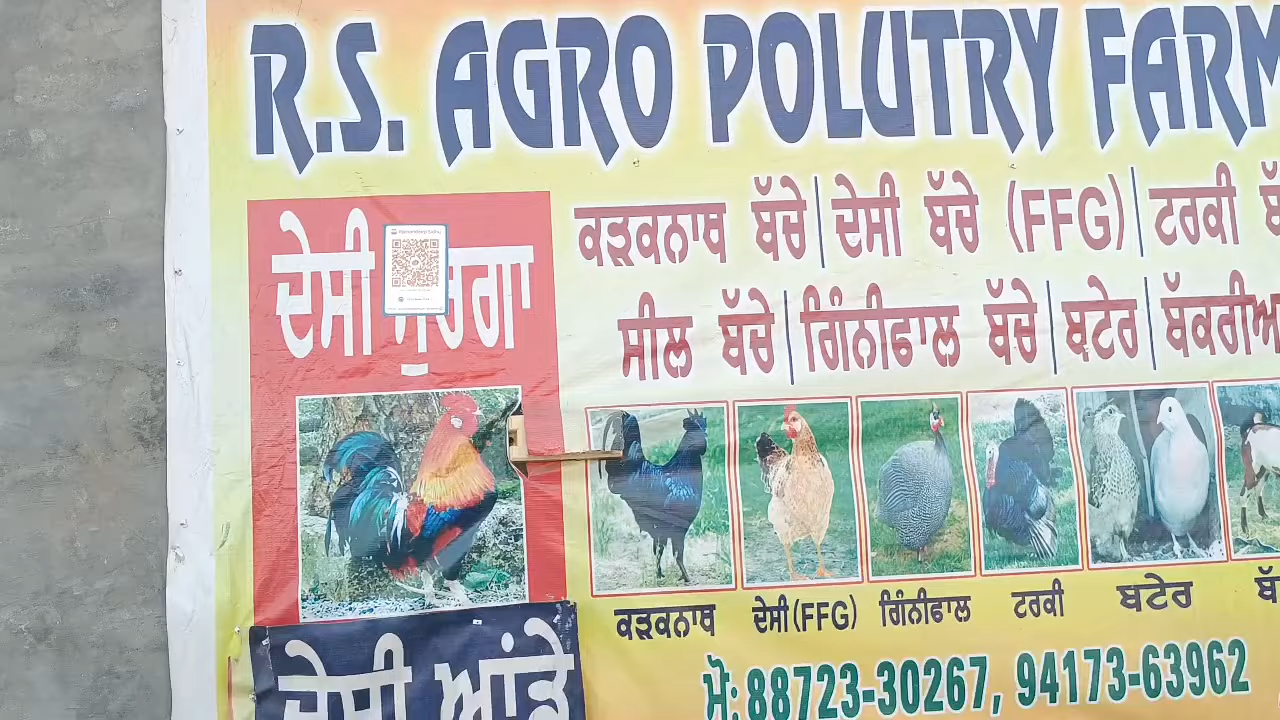 R.S. AGRO POLUTRY FARM
ਦੇਸੀ
ਕੜਕਨਾਥ ਬੱਚੇ | ਦੇਸੀ ਬੱਚੇ (FFG) | ਟਰਕੀ
ਸੀਲ ਬੱਚੇ | ਗਿੰਨੀਫਾਲ ਬੱਚੇ | ਬਟੇਰ | ਬੱਕਰੀਆ
ਕੜਕਨਾਥ ਦੇਸੀ (FFG) ਗਿੰਨੀਫਾਲ ਟਰਕੀ ਬਟੇਰ
ਦੇਸੀ ਆਂਡੇ
ਮੋ: 88723-30267, 94173-63962